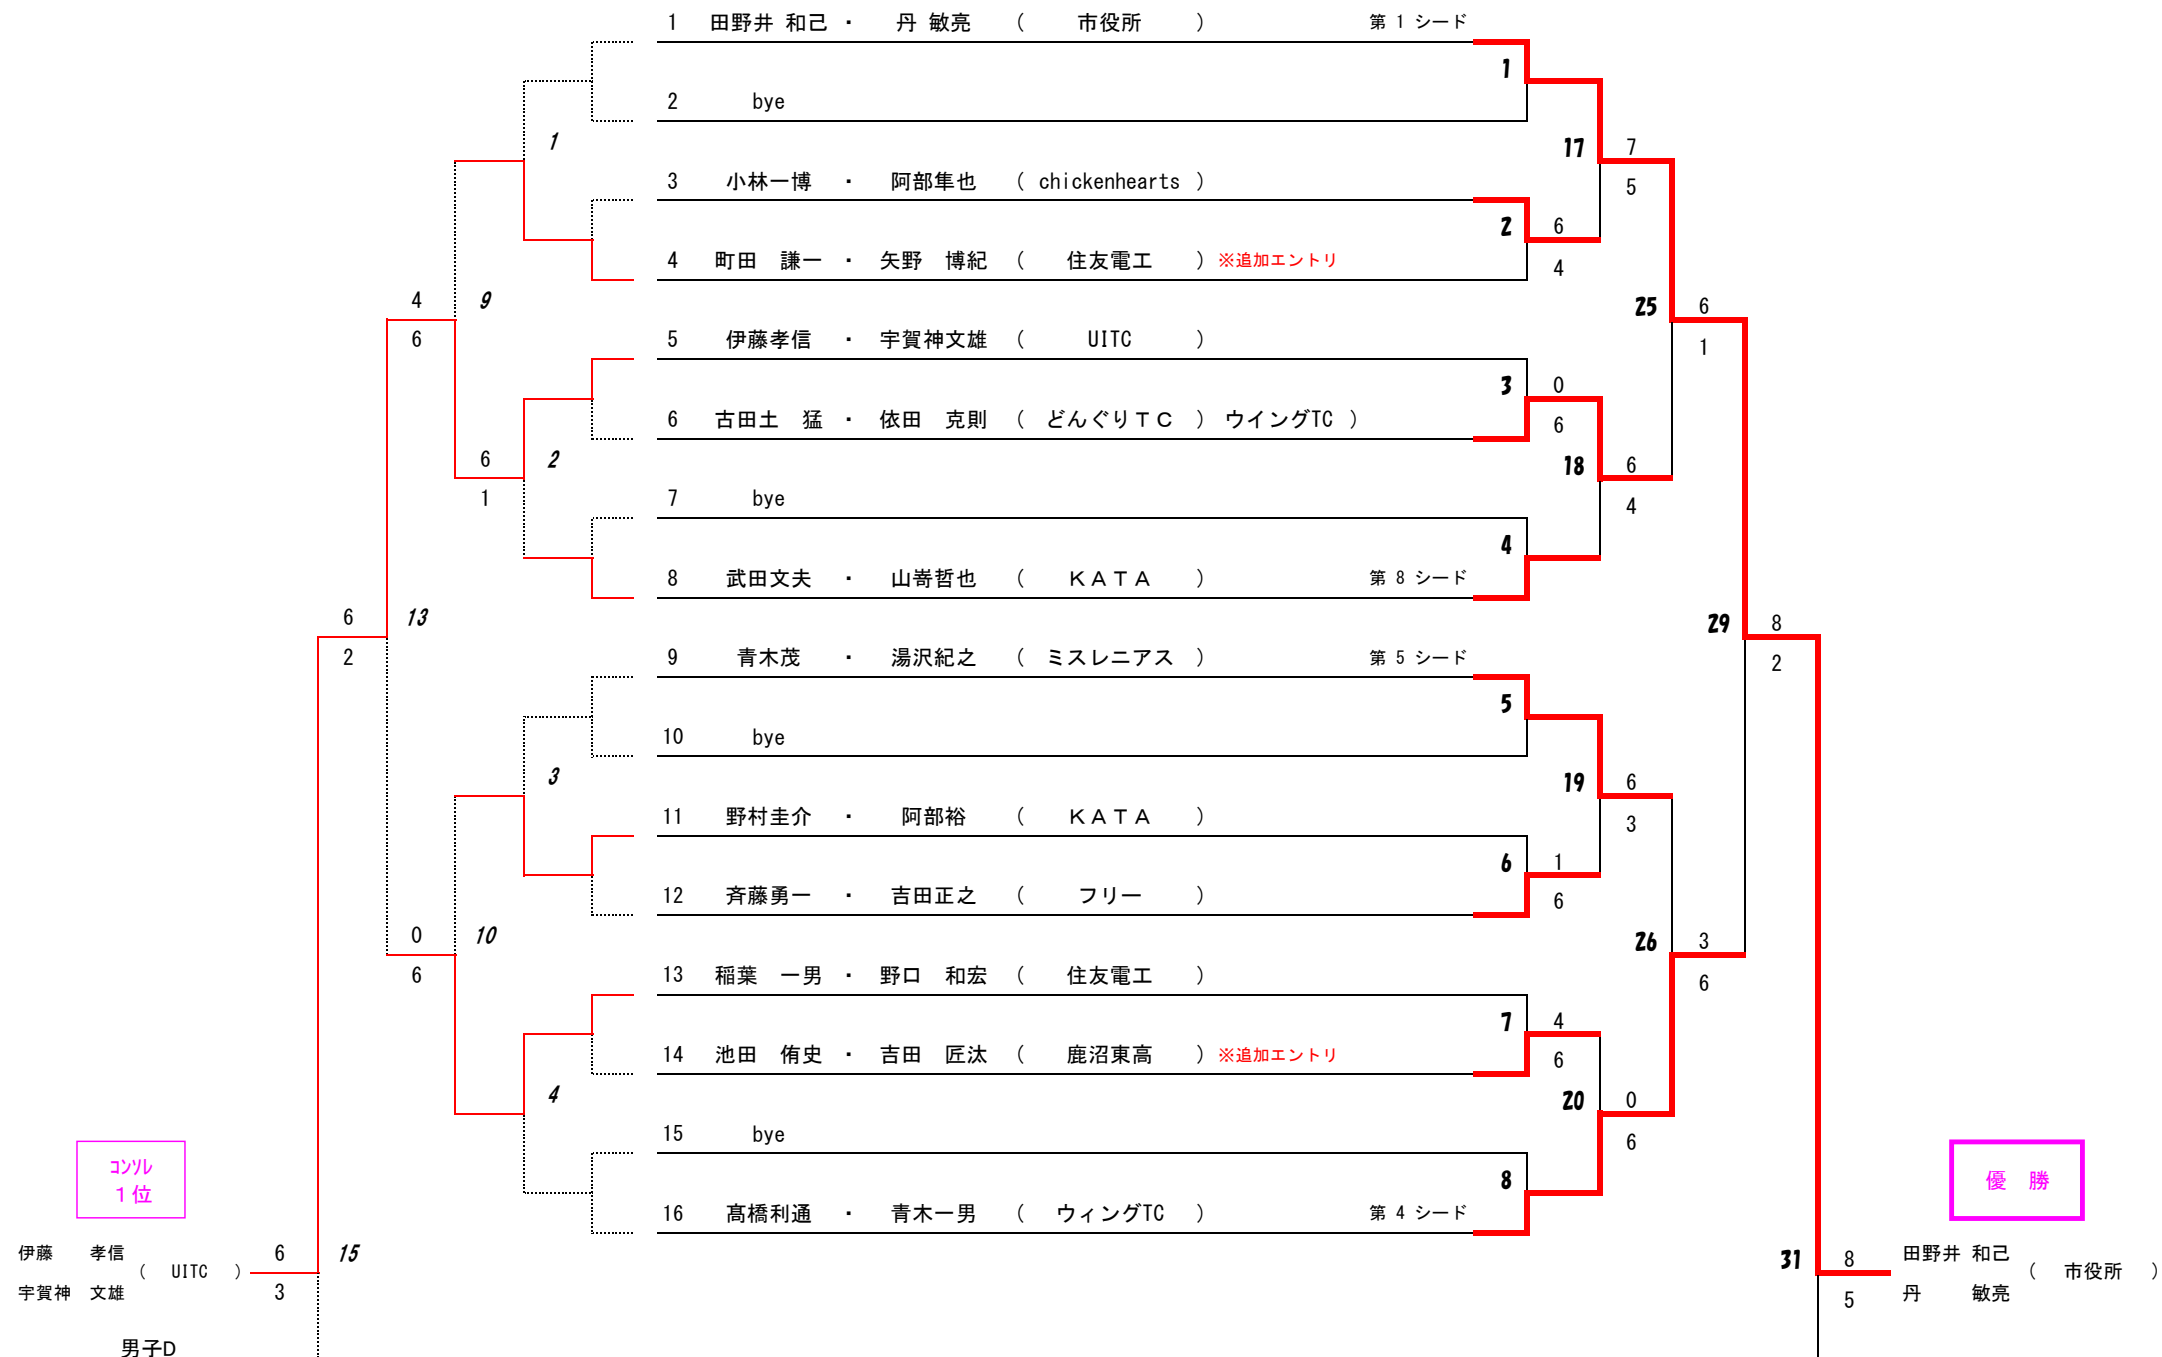 1 田野井 和己 ・ 丹 敏亮 ( 市役所 ) 第 1 シード
1
2 bye
1
17 7
3 小林一博 ・ 阿部隼也 ( chickenhearts )
5
2 6
4 町田 謙一 ・ 矢野 博紀 ( 住友電工 ) ※追加エントリ
4
4 9
25 6
6
5 伊藤孝信 ・ 宇賀神文雄 ( UITC )
1
3 0
6 古田土 猛 ・ 依田 克則 ( どんぐりTC ) ウイングTC )
6
6 2
18 6
1
7 bye
4
4
8 武田文夫 ・ 山嵜哲也 ( KATA ) 第 8 シード
6 13
29 8
2
9 青木茂 ・ 湯沢紀之 ( ミスレニアス ) 第 5 シード
2
5
10 bye
3
19 6
11 野村圭介 ・ 阿部裕 ( KATA )
3
6 1
12 斉藤勇一 ・ 吉田正之 ( フリー )
6
0 10
26 3
6
13 稲葉 一男 ・ 野口 和宏 ( 住友電工 )
6
7 4
14 池田 侑史 ・ 吉田 匠汰 ( 鹿沼東高 ) ※追加エントリ
6
4
20 0
15 bye
6
コンソレ
1位
8
優 勝
16 髙橋利通 ・ 青木一男 ( ウィングTC ) 第 4 シード
伊藤 孝信
6 15
31 8
田野井 和己
( UITC )
( 市役所 )
宇賀神 文雄
3
5
丹 敏亮
男子D